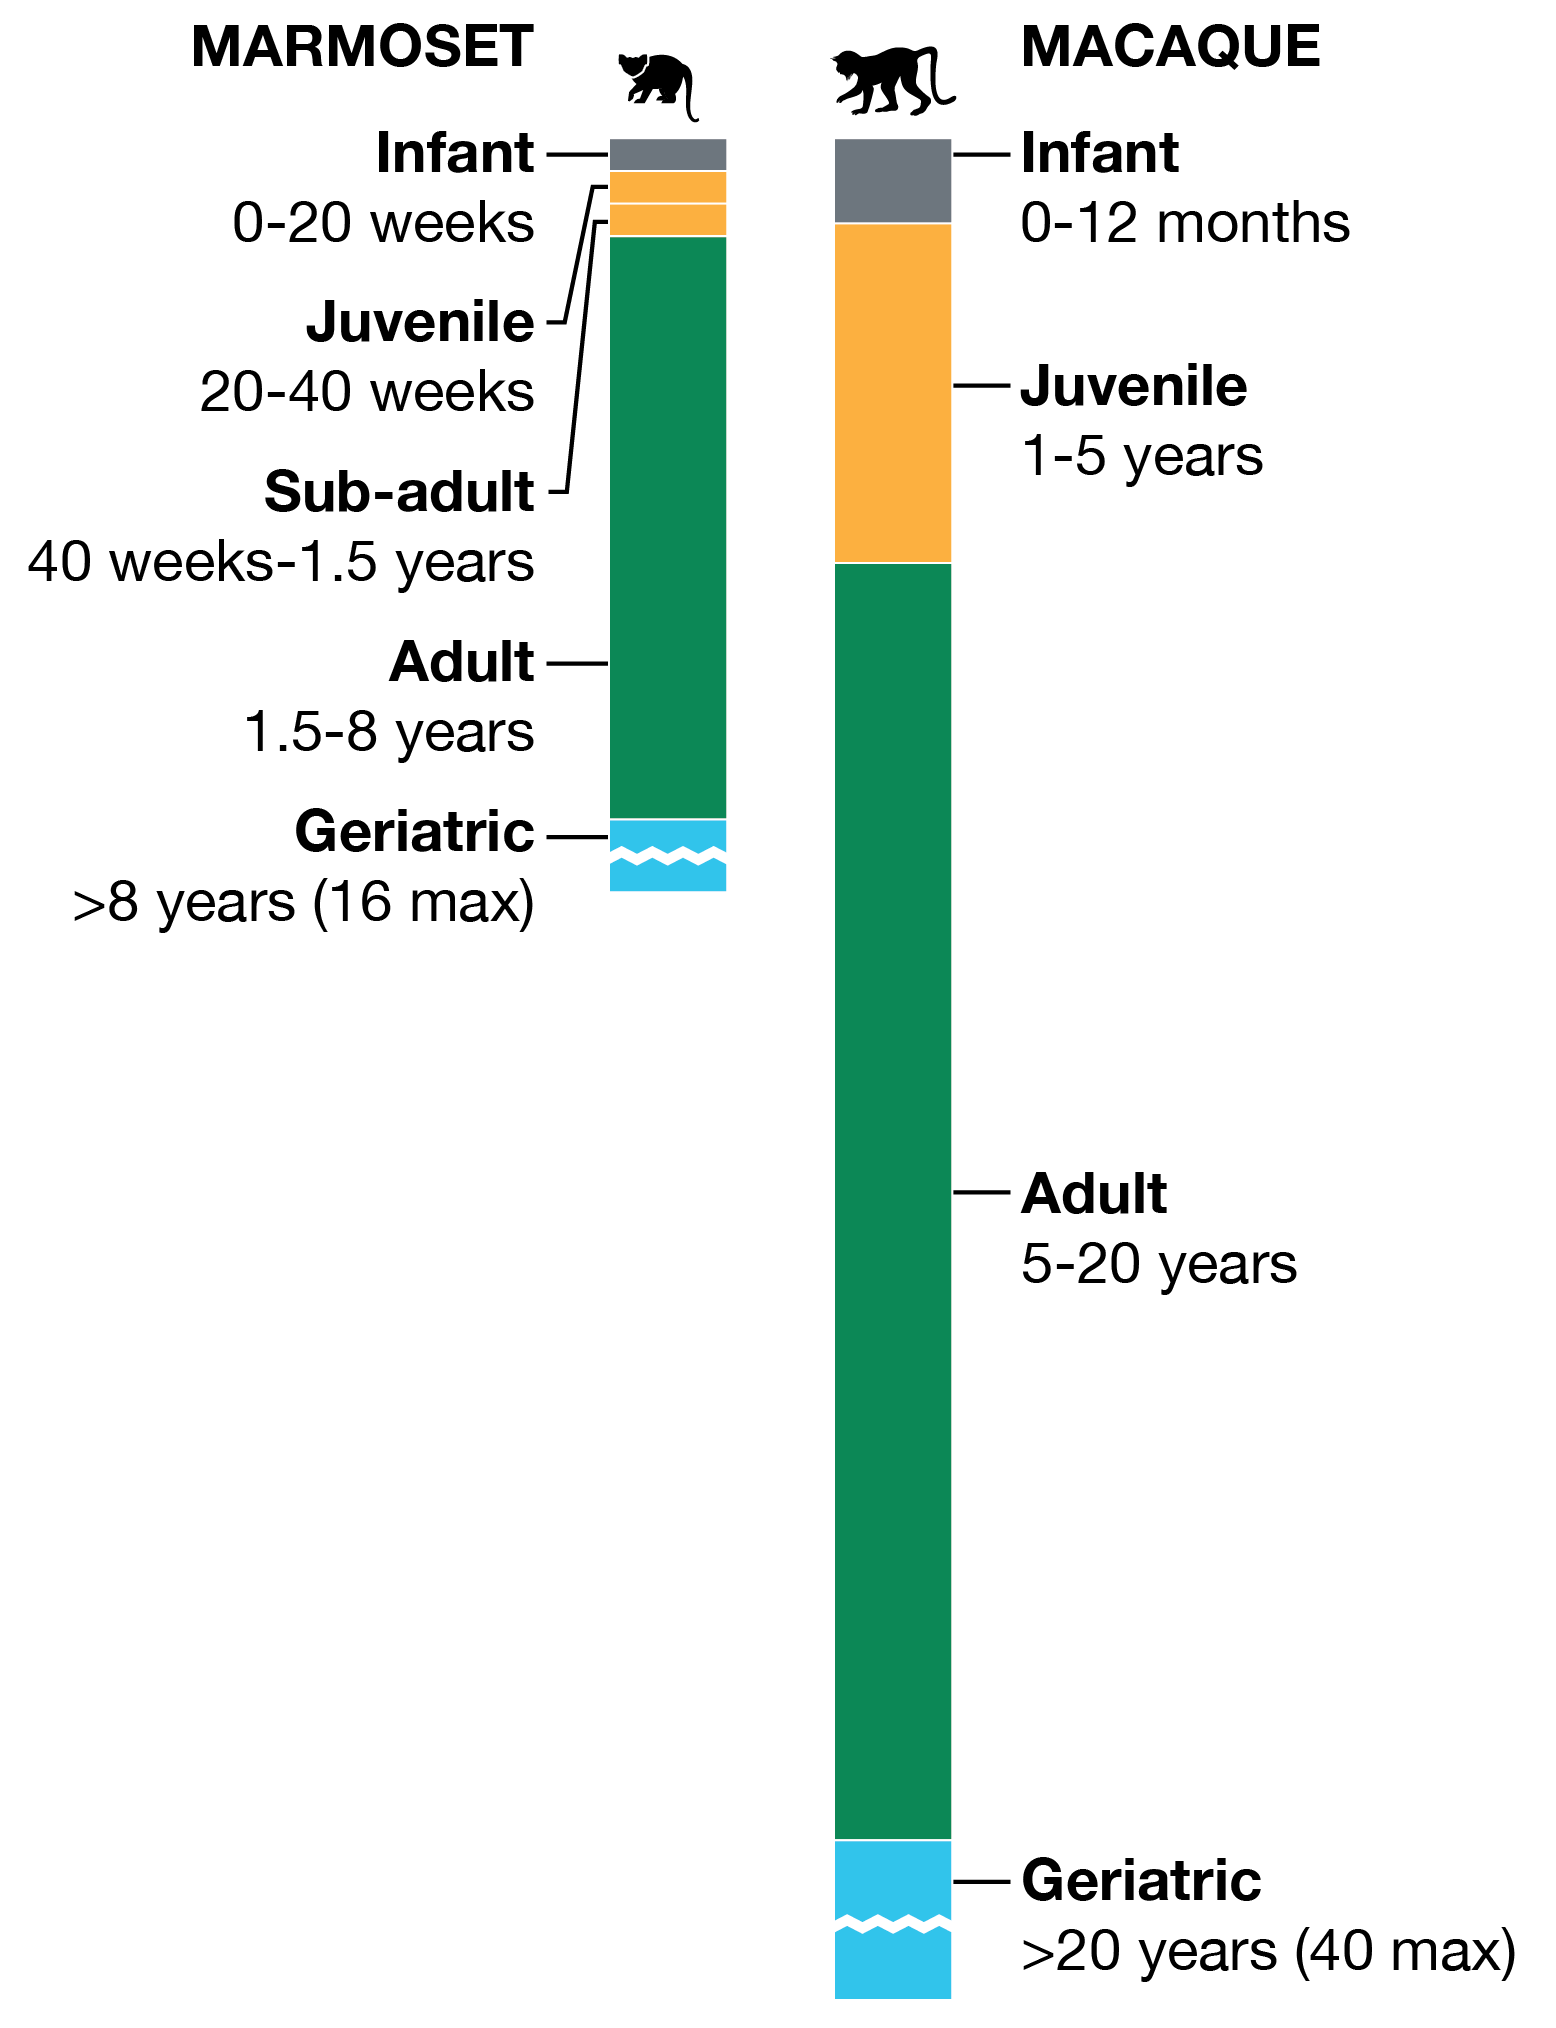 MARMOSET
Infant
0-20 weeks
Juvenile
20-40 weeks
Sub-adult
40 weeks-1.5 years
Adult
1.5-8 years
Geriatric
>8 years (16 max)
MACAQUE
Infant
0-12 months
Juvenile
1-5 years
Adult
5-20 years
Geriatric
>20 years (40 max)